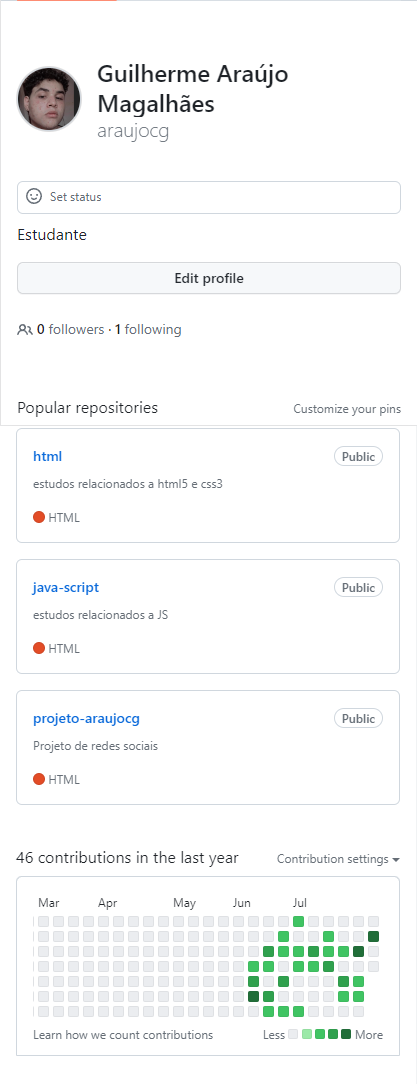 Guilherme Araújo
Magalhães
araujocg
Set status
Estudante
Edit profile
0 followers · 1 following
Popular repositories Customize your pins
html Public
estudos relacionados a html5 e css3
HTML
java-script Public
estudos relacionados a JS
HTML
projeto-araujocg Public
Projeto de redes sociais
HTML
46 contributions in the last year Contribution settings
Mar Apr May Jun Jul
Learn how we count contributions Less More